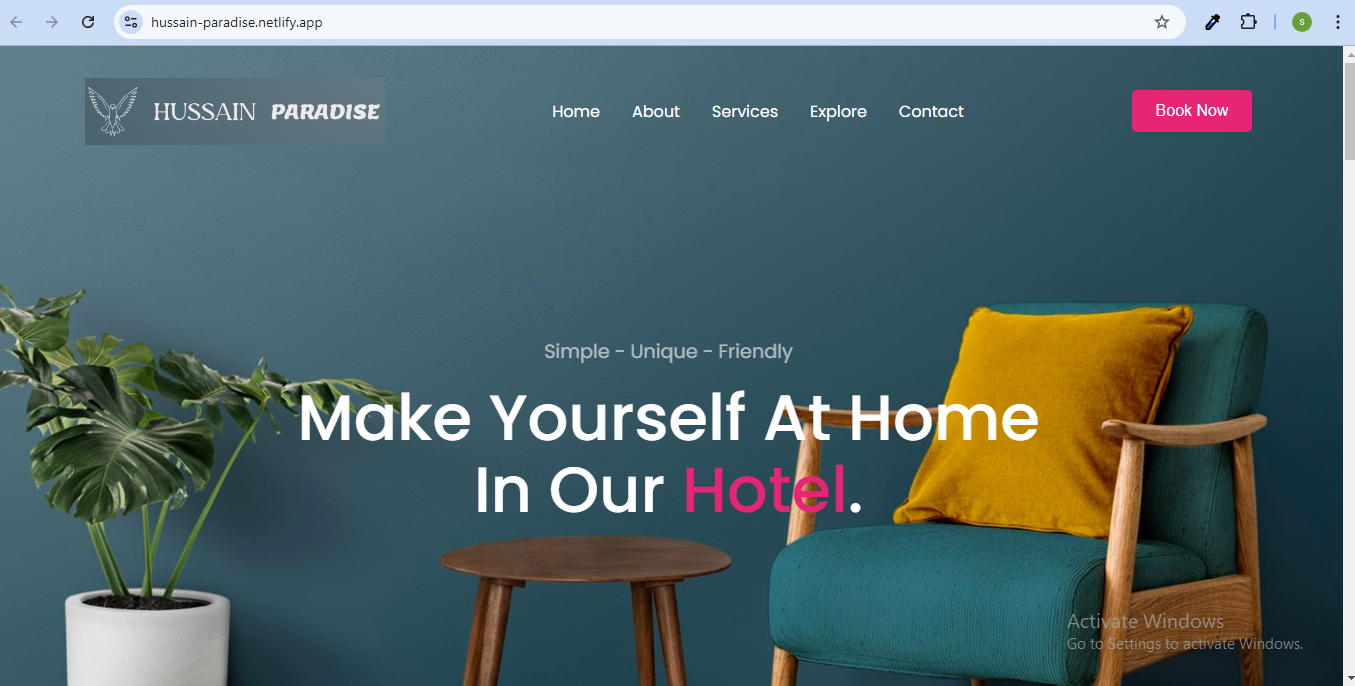 hussain-paradise.netlify.app
S
HUSSAIN PARADISE
Home About Services Explore Contact
Book Now
Simple - Unique - Friendly
Make Yourself At Home
In Our Hotel.
Activate Windows
Go to Settings to activate Windows.